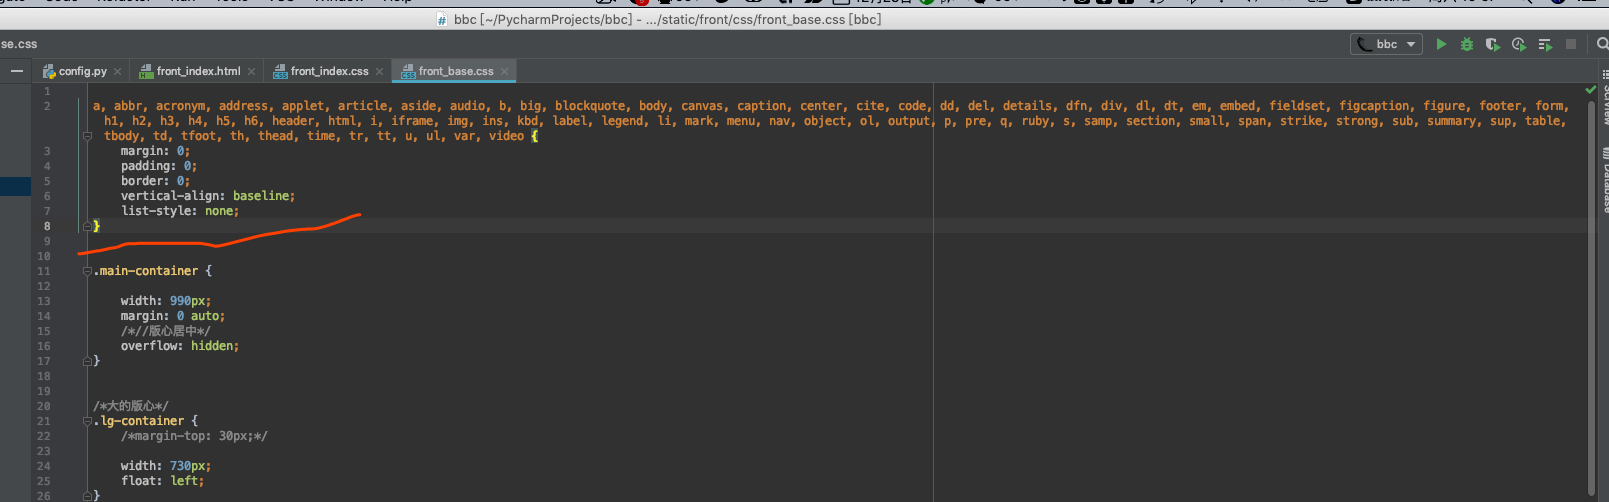 bbc [~/PycharmProjects/bbc] - .../static/front/css/front_base.css [bbc]
se.css
bbc
config.py
front_index.html
front_index.css
front_base.css
1
2 a, abbr, acronym, address, applet, article, aside, audio, b, big, blockquote, body, canvas, caption, center, cite, code, dd, del, details, dfn, div, dl, dt, em, embed, fieldset, figcaption, figure, footer, form,
h1, h2, h3, h4, h5, h6, header, html, i, iframe, img, ins, kbd, label, legend, li, mark, menu, nav, object, ol, output, p, pre, q, ruby, s, samp, section, small, span, strike, strong, sub, summary, sup, table,
tbody, td, tfoot, th, thead, time, tr, tt, u, ul, var, video {
3 margin: 0;
4 padding: 0;
5 border: 0;
6 vertical-align: baseline;
7 list-style: none;
8 }
9
10
11 .main-container {
12
13 width: 990px;
14 margin: 0 auto;
15 /*//版心居中*/
16 overflow: hidden;
17 }
18
19
20 /*大的版心*/
21 .lg-container {
22 /*margin-top: 30px;*/
23
24 width: 730px;
25 float: left;
26 }
SciView
Database